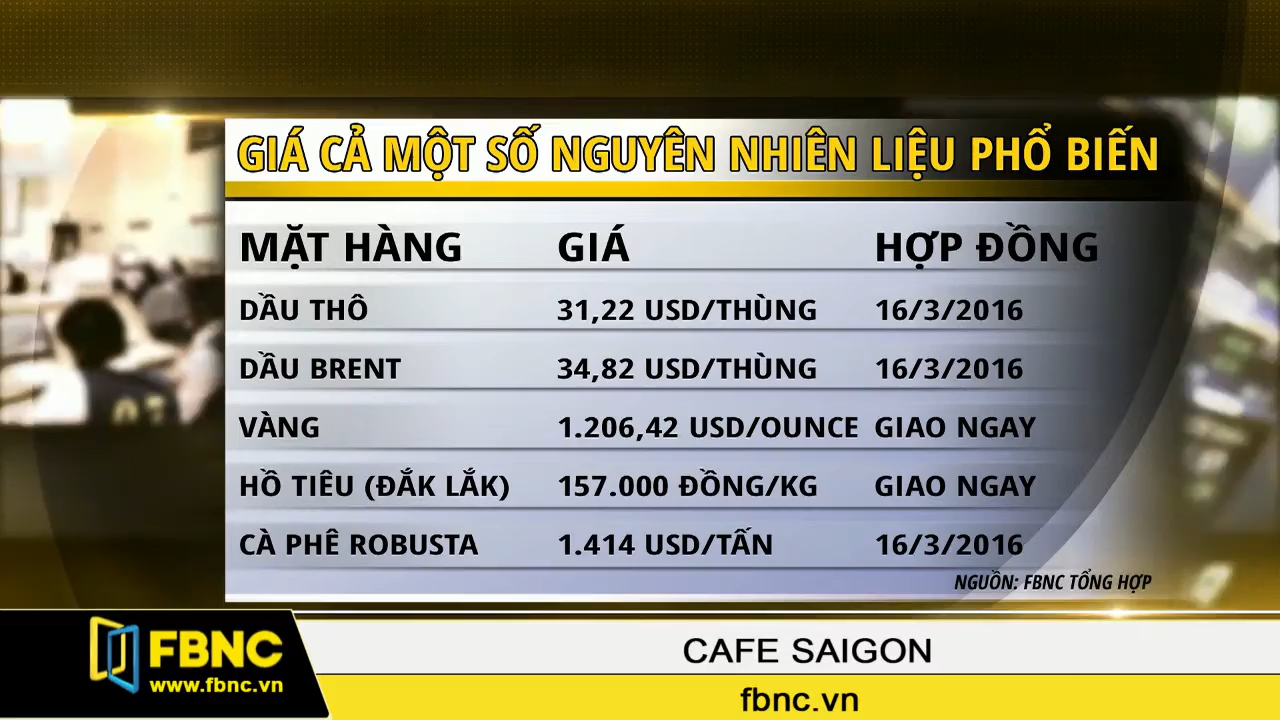 GIÁ CẢ MỘT SỐ NGUYÊN NHIÊN LIỆU PHỔ BIẾN
MẶT HÀNG GIÁ HỢP ĐỒNG
DẦU THÔ 31,22 USD/THÙNG 16/3/2016
DẦU BRENT 34,82 USD/THÙNG 16/3/2016
VÀNG 1.206,42 USD/OUNCE GIAO NGAY
HỒ TIÊU (ĐẮK LẮK) 157.000 ĐỒNG/KG GIAO NGAY
CÀ PHÊ ROBUSTA 1.414 USD/TẤN 16/3/2016
NGUỒN: FBNC TỔNG HỢP
FBNC
www.fbnc.vn
CAFE SAIGON
fbnc.vn